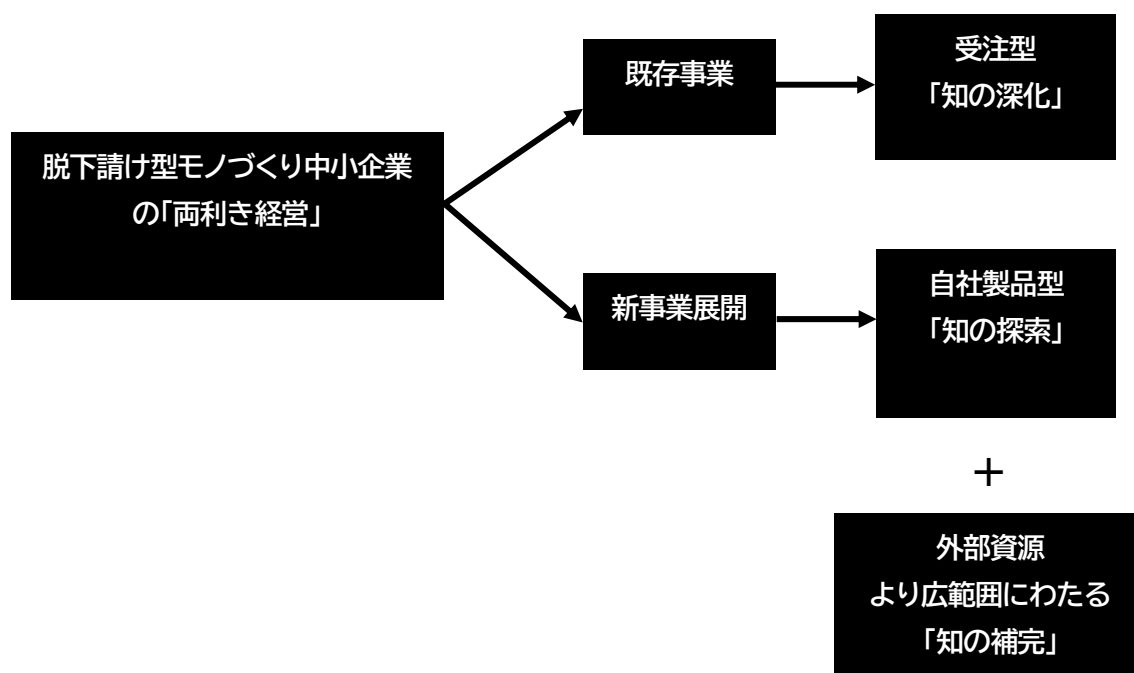 脱下請け型モノづくり中小企業
の「両利き経営」
既存事業
受注型
「知の深化」
新事業展開
自社製品型
「知の探索」
＋
外部資源
より広範囲にわたる
「知の補完」